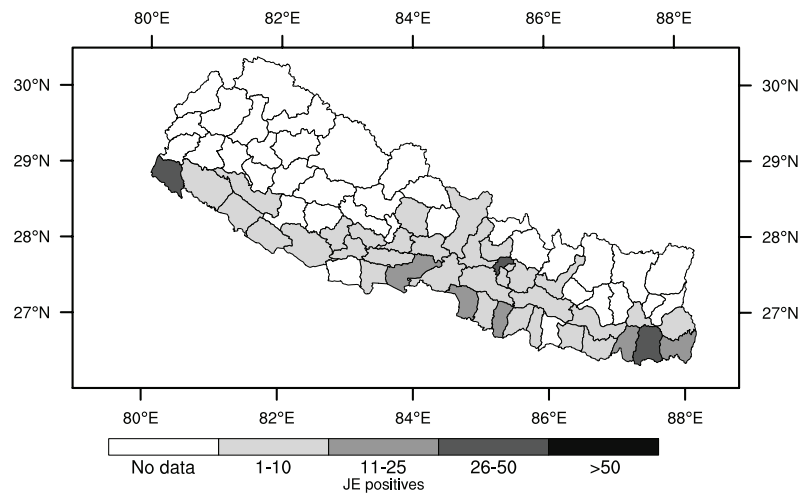 80°E 82°E 84°E 86°E 88°E
30°N 30°N
29°N 29°N
28°N 28°N
27°N 27°N
80°E 82°E 84°E 86°E 88°E
No data 1-10 11-25 26-50 >50
JE positives